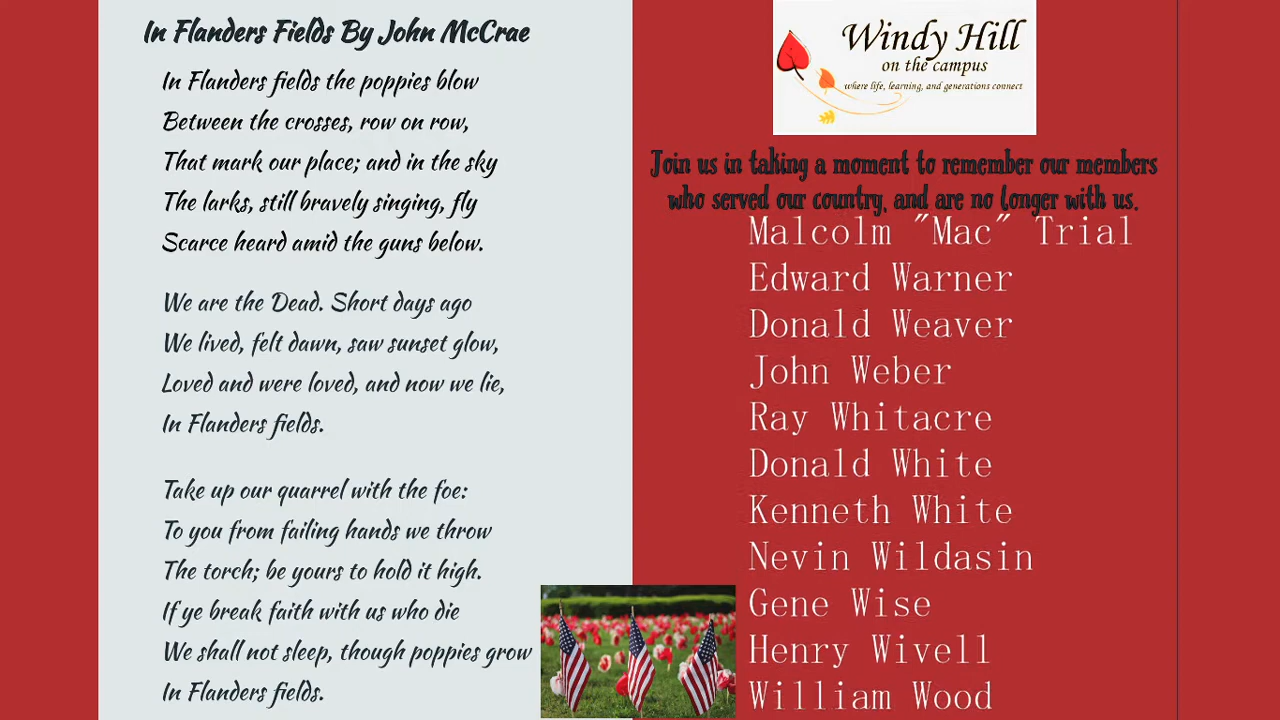 In Flanders Fields By John McCrae
In Flanders fields the poppies blow
Between the crosses, row on row,
That mark our place; and in the sky
The larks, still bravely singing, fly
Scarce heard amid the guns below.
We are the Dead. Short days ago
We lived, felt dawn, saw sunset glow,
Loved and were loved, and now we lie,
In Flanders fields.
Take up our quarrel with the foe:
To you from failing hands we throw
The torch; be yours to hold it high.
If ye break faith with us who die
We shall not sleep, though poppies grow
In Flanders fields.
Windy Hill
on the campus
where life, learning, and generations connect
Join us in taking a moment to remember our members
who served our country, and are no longer with us.
Malcolm "Mac" Trial
Edward Warner
Donald Weaver
John Weber
Ray Whitacre
Donald White
Kenneth White
Nevin Wildasin
Gene Wise
Henry Wivell
William Wood